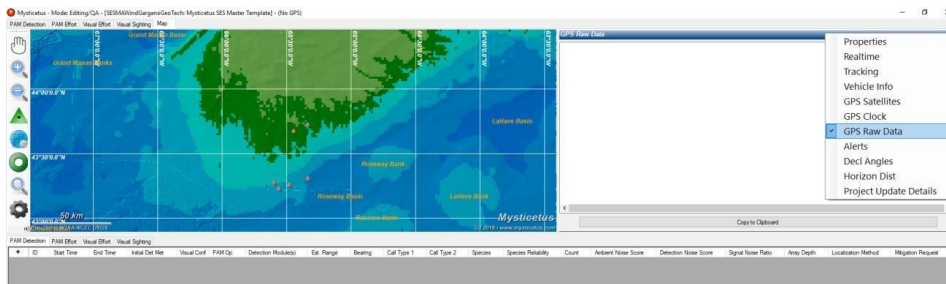 Mysticetus - Mode: Editing/QA - [SESMAWindGarganoGeoTech: Mysticetus SES Master Template] - (No GPS)
PAM Detection PAM Effort Visual Effort Visual Sighting Map
GPS Raw Data
Grand Manan Basin
Grand Manan Banks
44°00'0.0"N
LaHave Basin
43°30'0.0"N
Roseway Bank
Roseway Basin
LaHave Bank
Baccaro Bank
50 km
Mysticetus
(c) 2019 - www.mysticetus.com
Properties
Realtime
Tracking
Vehicle Info
GPS Satellites
GPS Clock
GPS Raw Data
Alerts
Decl Angles
Horizon Dist
Project Update Details
Copy to Clipboard
PAM Detection PAM Effort Visual Effort Visual Sighting
ID Start Time End Time Initial Det Met Visual Conf PAM Op Detection Module(s) Est. Range Bearing Call Type 1 Call Type 2 Species Species Reliability Count Ambient Noise Score Detection Noise Score Signal Noise Ratio Array Depth Localization Method Mitigation Request